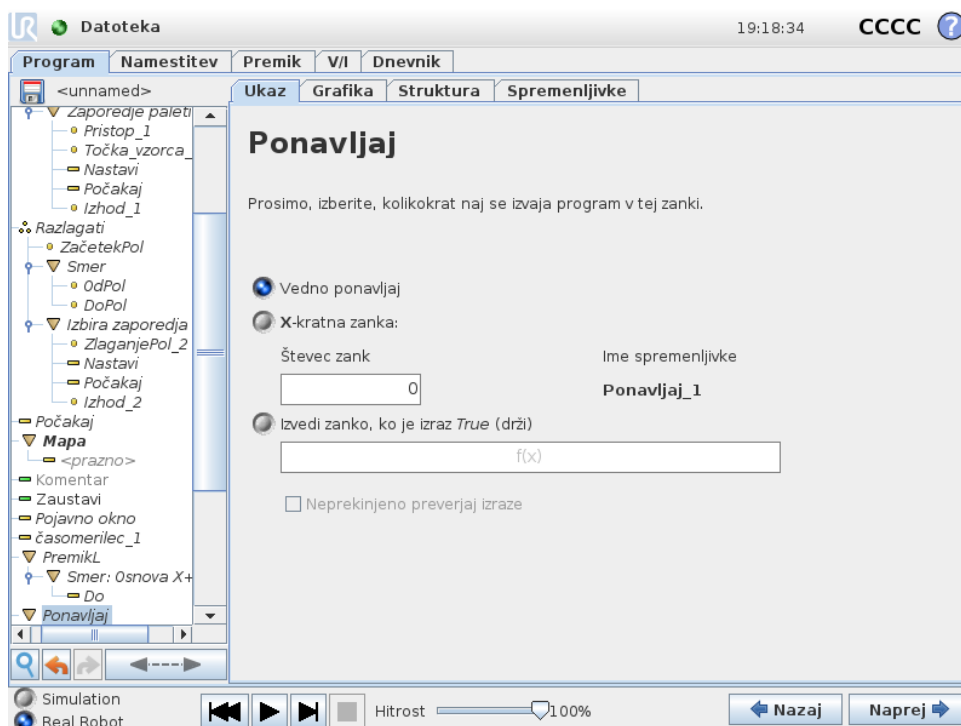 UR Datoteka 19:18:34 CCCC ?
Program Namestitev Premik V/I Dnevnik
<unnamed>
Ukaz Grafika Struktura Spremenljivke
Zaporedje paleti
Pristop_1
Točka_vzorca_
Nastavi
Počakaj
Izhod_1
Razlagati
ZačetekPol
Smer
OdPol
DoPol
Izbira zaporedja
ZlaganjePol_2
Nastavi
Počakaj
Izhod_2
Počakaj
Mapa
<prazno>
Komentar
Zaustavi
Pojavno okno
časomerilec_1
PremikL
Smer: Osnova X+
Do
Ponavljaj
Ponavljaj
Prosimo, izberite, kolikokrat naj se izvaja program v tej zanki.
Vedno ponavljaj
X-kratna zanka:
Števec zank Ime spremenljivke
0 Ponavljaj_1
Izvedi zanko, ko je izraz True (drži)
f(x)
Neprekinjeno preverjaj izraze
Simulation
Real Robot
Hitrost 100%
Nazaj Naprej